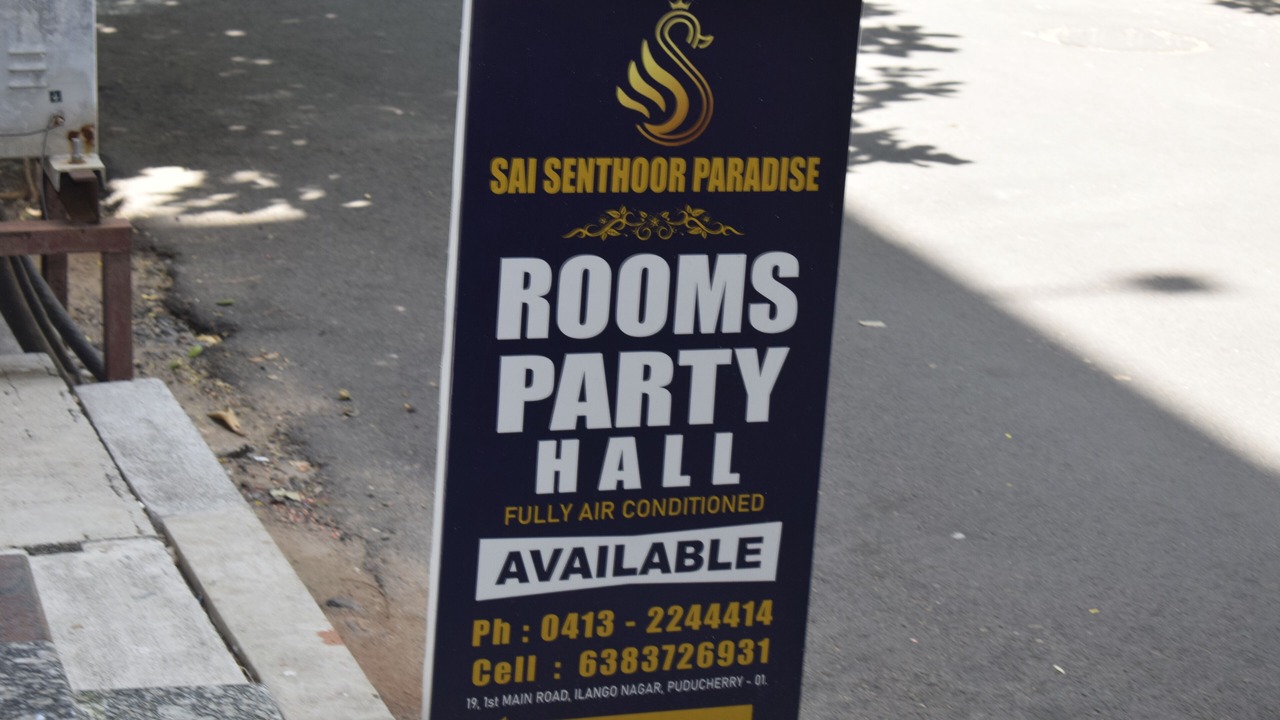 SAI SENTHOOR PARADISE
ROOMS
PARTY
HALL
FULLY AIR CONDITIONED
AVAILABLE
Ph : 0413 - 2244414
Cell : 6383726931
19, 1st MAIN ROAD, ILANGO NAGAR, PUDUCHERRY - 01.